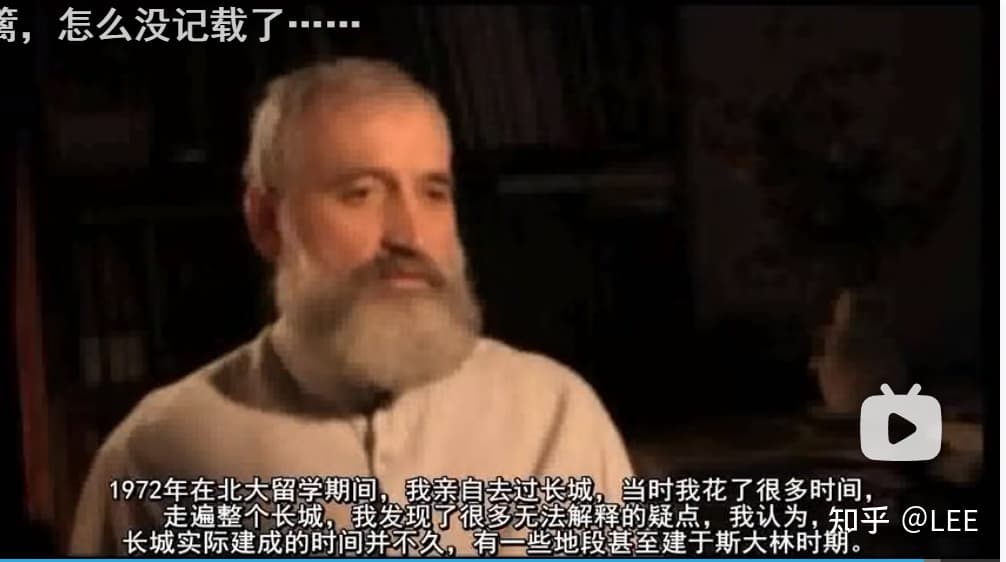 篱，怎么没记载了……
1972年在北大留学期间，我亲自去过长城，当时我花了很多时间，
走遍整个长城，我发现了很多无法解释的疑点，我认为，
长城实际建成的时间并不久，有一些地段甚至建于斯大林时期。
知乎 @LEE